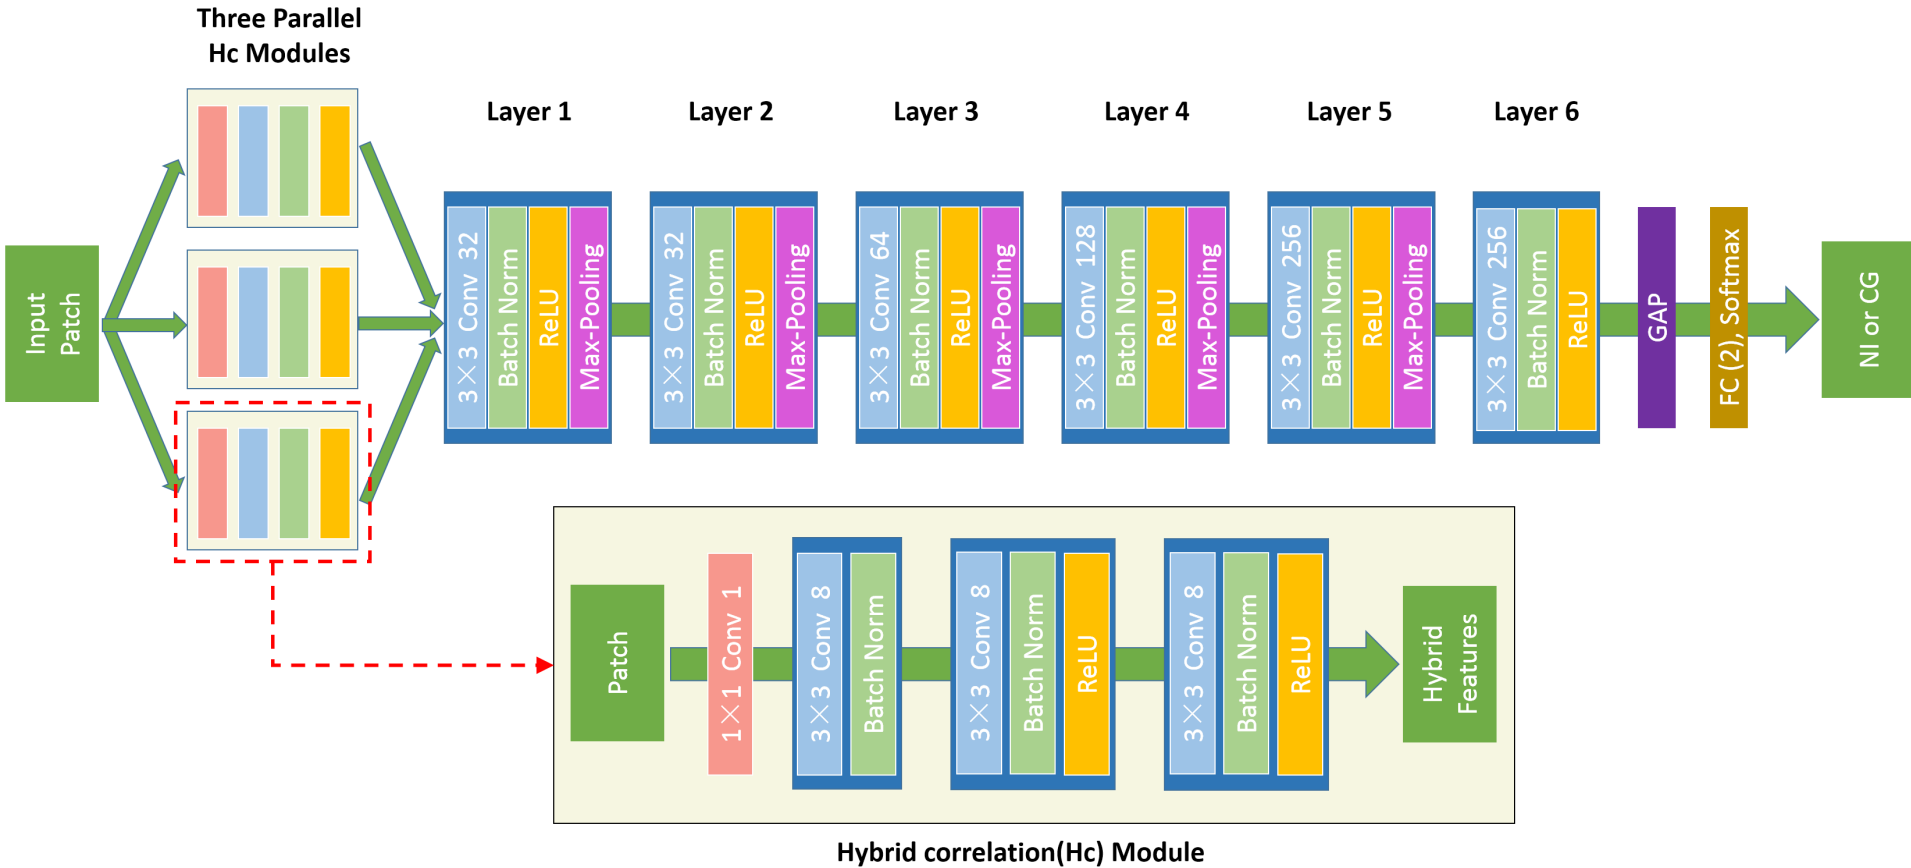 Three Parallel
Hc Modules
Layer 1
Layer 2
Layer 3
Layer 4
Layer 5
Layer 6
Input
Patch
3×3 Conv 32
Batch Norm
ReLU
Max-Pooling
3×3 Conv 32
Batch Norm
ReLU
Max-Pooling
3×3 Conv 64
Batch Norm
ReLU
Max-Pooling
3×3 Conv 128
Batch Norm
ReLU
Max-Pooling
3×3 Conv 256
Batch Norm
ReLU
Max-Pooling
3×3 Conv 256
Batch Norm
ReLU
GAP
FC (2), Softmax
NI or CG
Patch
1×1 Conv 1
3×3 Conv 8
Batch Norm
3×3 Conv 8
Batch Norm
ReLU
3×3 Conv 8
Batch Norm
ReLU
Hybrid
Features
Hybrid correlation(Hc) Module